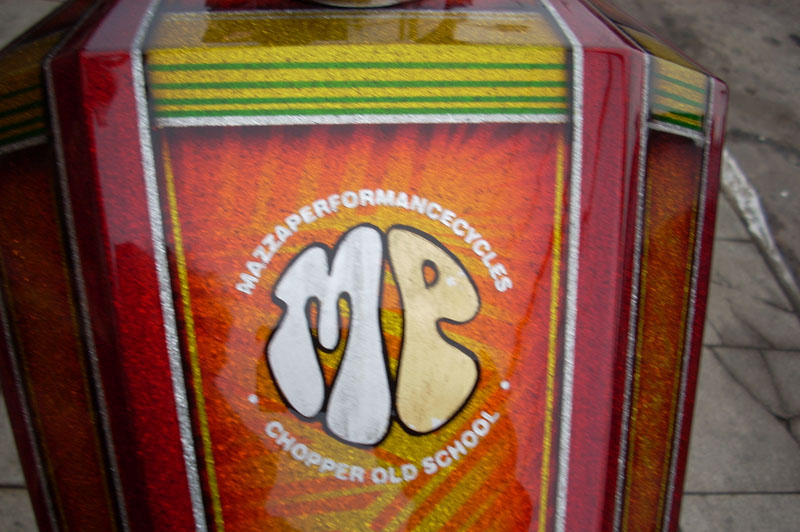 MAZZAPERFORMANCECYCLES
MP
• CHOPPER OLD SCHOOL •